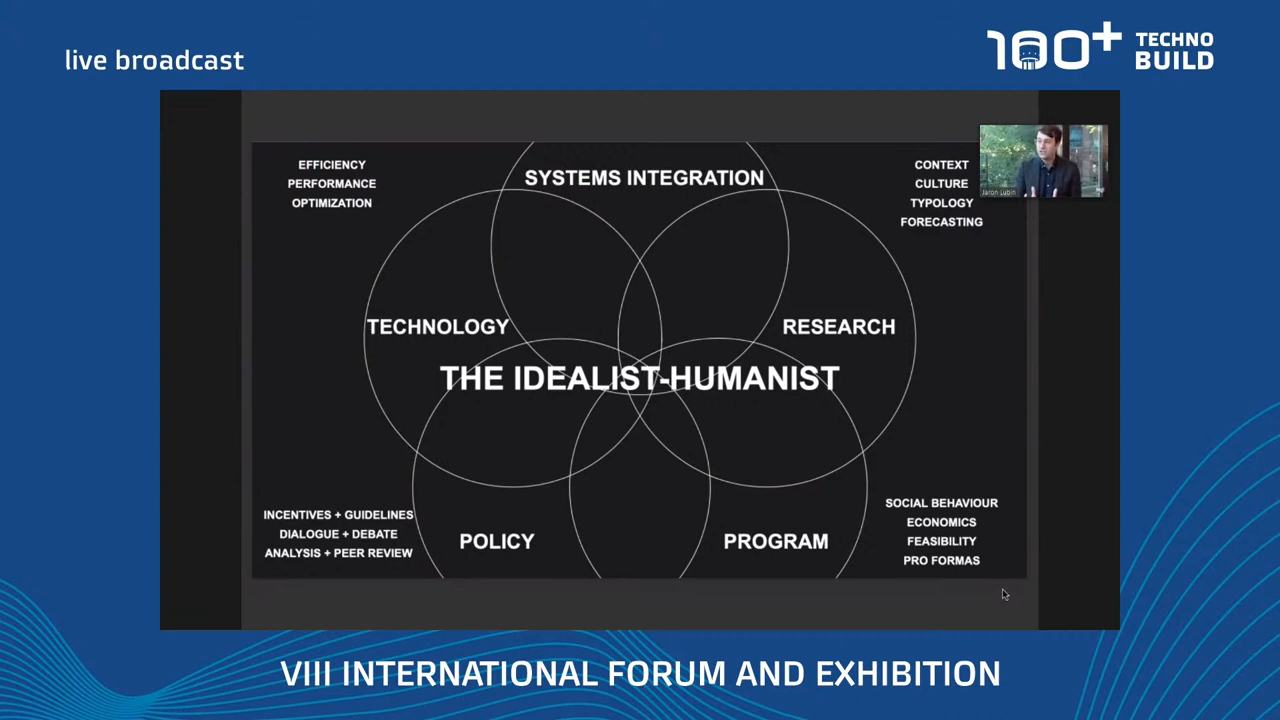 live broadcast
100+ TECHNO
BUILD
EFFICIENCY
PERFORMANCE
OPTIMIZATION
SYSTEMS INTEGRATION
CONTEXT
CULTURE
TYPOLOGY
FORECASTING
Jaron Lubin
TECHNOLOGY
RESEARCH
THE IDEALIST-HUMANIST
INCENTIVES + GUIDELINES
DIALOGUE + DEBATE
ANALYSIS + PEER REVIEW
POLICY
PROGRAM
SOCIAL BEHAVIOUR
ECONOMICS
FEASIBILITY
PRO FORMAS
VIII INTERNATIONAL FORUM AND EXHIBITION